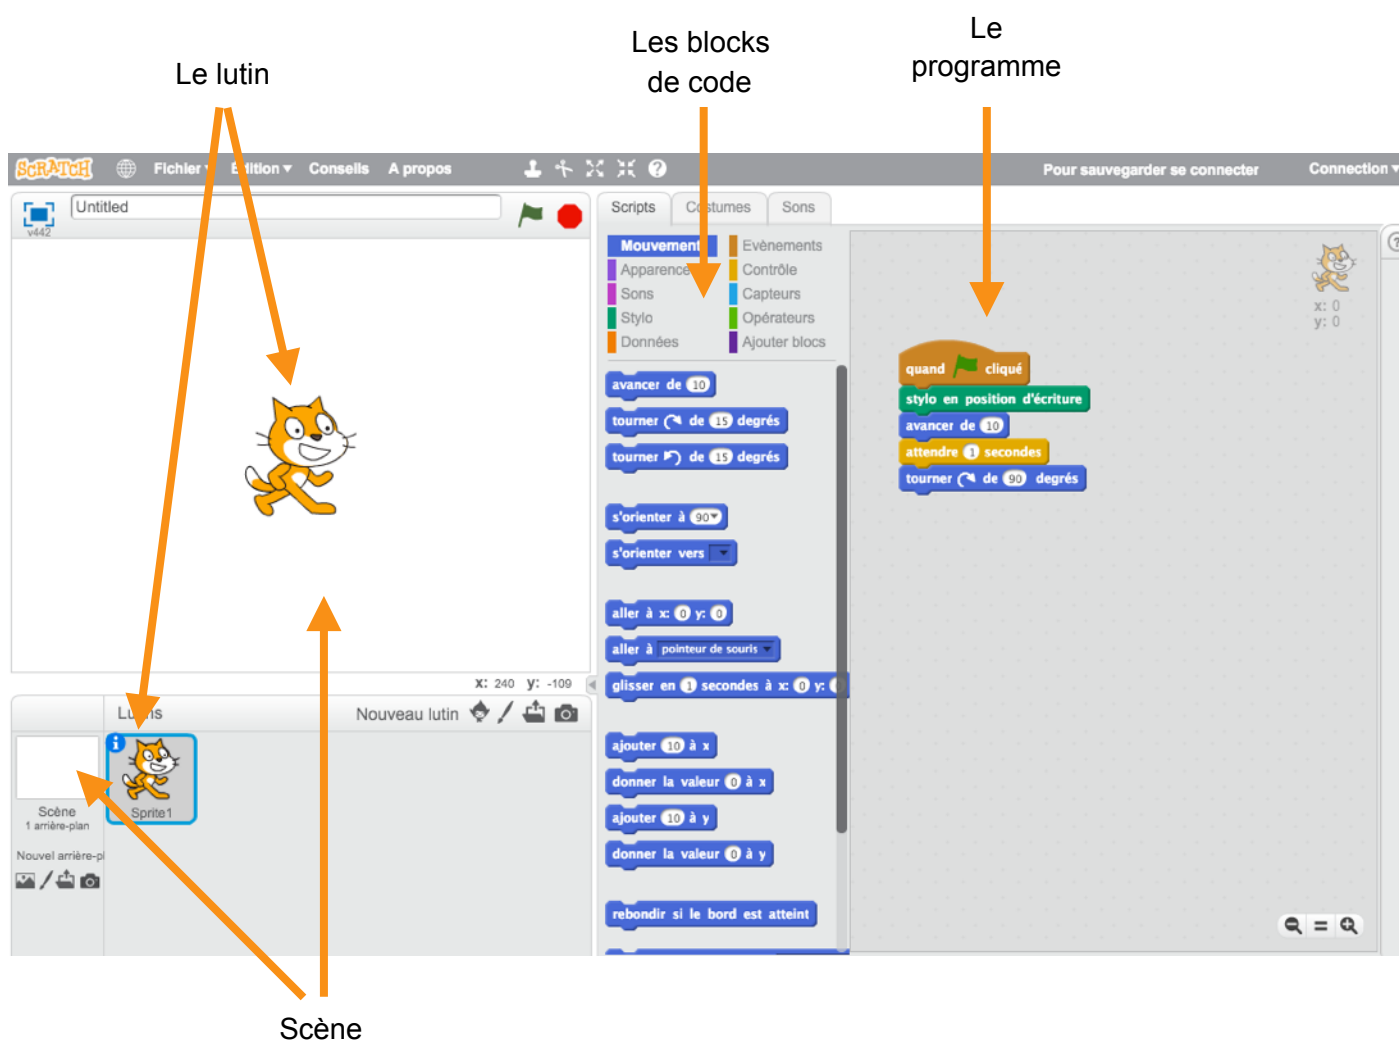 Le lutin
Les blocks
de code
Le
programme
SCRATCH
Fichier Edition Conseils A propos
Pour sauvegarder se connecter
Connection
Untitled
v442
Scripts Costumes Sons
Mouvement
Apparence
Sons
Stylo
Données
Evènements
Contrôle
Capteurs
Opérateurs
Ajouter blocs
avancer de 10
tourner de 15 degrés
tourner de 15 degrés
s'orienter à 90
s'orienter vers
aller à x: 0 y: 0
aller à pointeur de souris
glisser en 1 secondes à x: 0 y: 0
ajouter 10 à x
donner la valeur 0 à x
ajouter 10 à y
donner la valeur 0 à y
rebondir si le bord est atteint
quand cliqué
stylo en position d'écriture
avancer de 10
attendre 1 secondes
tourner de 90 degrés
x: 0
y: 0
X: 240 y: -109
Lutins
Nouveau lutin
Sprite1
Scène
1 arrière-plan
Nouvel arrière-pl
Scène